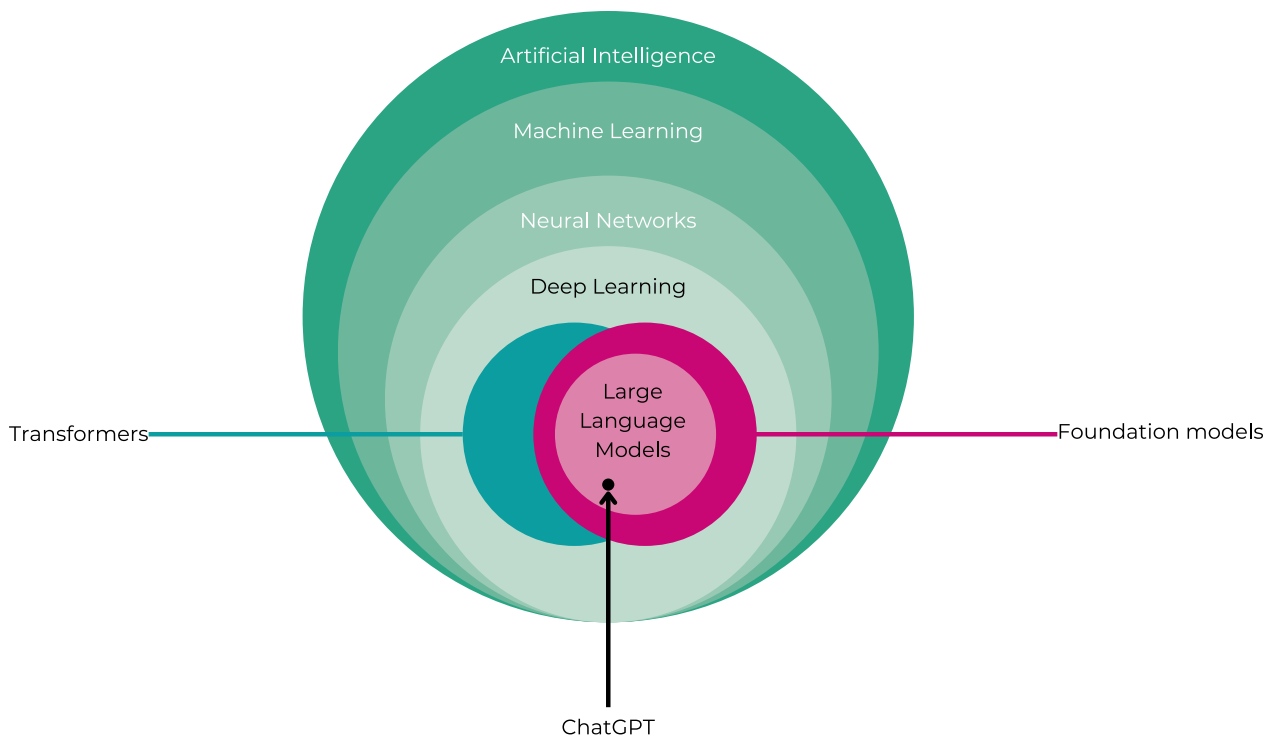 Artificial Intelligence
Machine Learning
Neural Networks
Deep Learning
Large
Language
Models
Transformers
Foundation models
ChatGPT